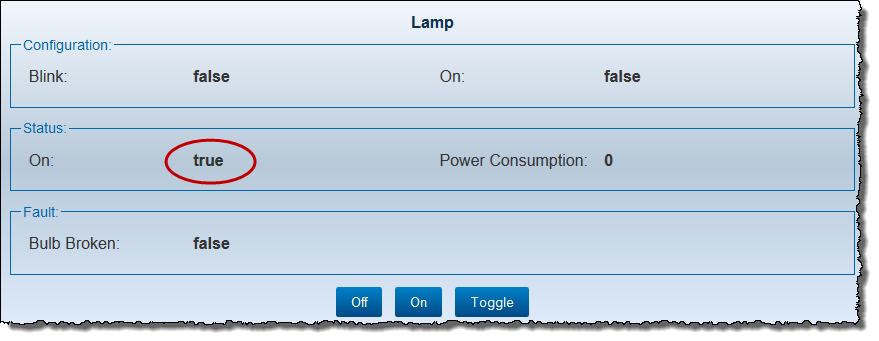 Lamp
Configuration:
Blink: false On: false
Status:
On: true Power Consumption: 0
Fault:
Bulb Broken: false
Off On Toggle